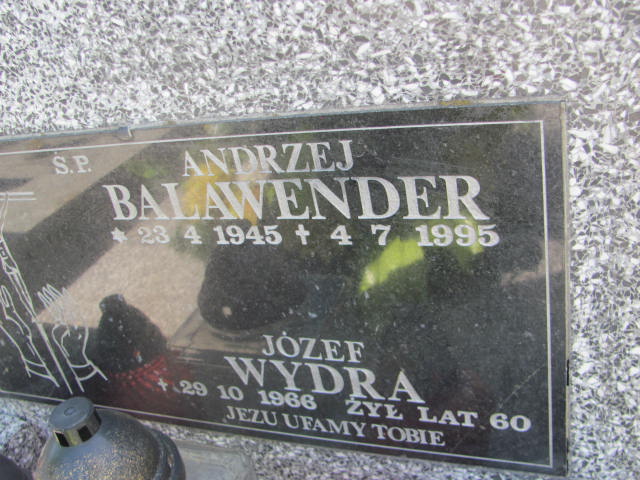 Ś.P. ANDRZEJ
BALAWENDER
* 23 4 1945 † 4 7 1995
JÓZEF
WYDRA
† 29 10 1966 ŻYŁ LAT 60
JEZU UFAMY TOBIE